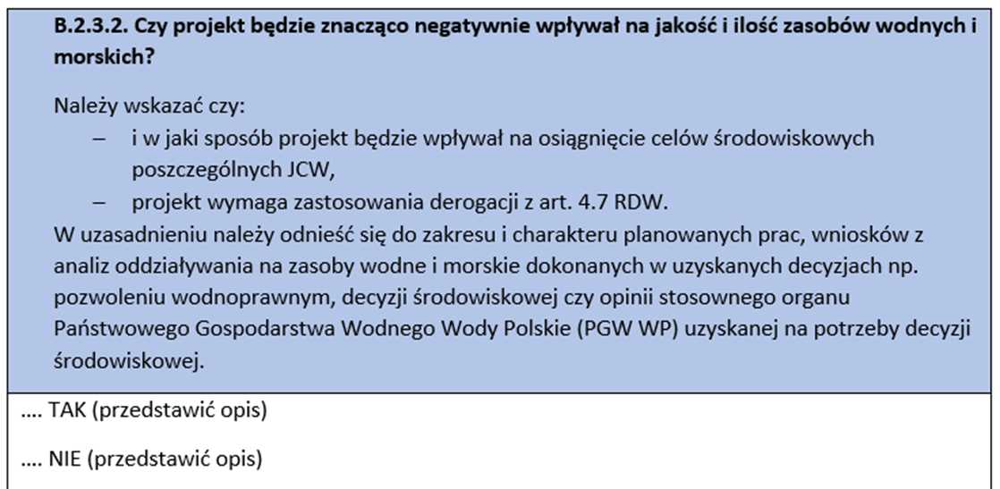 B.2.3.2. Czy projekt będzie znacząco negatywnie wpływał na jakość i ilość zasobów wodnych i
morskich?
Należy wskazać czy:
– i w jaki sposób projekt będzie wpływał na osiągnięcie celów środowiskowych
poszczególnych JCW,
– projekt wymaga zastosowania derogacji z art. 4.7 RDW.
W uzasadnieniu należy odnieść się do zakresu i charakteru planowanych prac, wniosków z
analiz oddziaływania na zasoby wodne i morskie dokonanych w uzyskanych decyzjach np.
pozwoleniu wodnoprawnym, decyzji środowiskowej czy opinii stosownego organu
Państwowego Gospodarstwa Wodnego Wody Polskie (PGW WP) uzyskanej na potrzeby decyzji
środowiskowej.
.... TAK (przedstawić opis)
.... NIE (przedstawić opis)